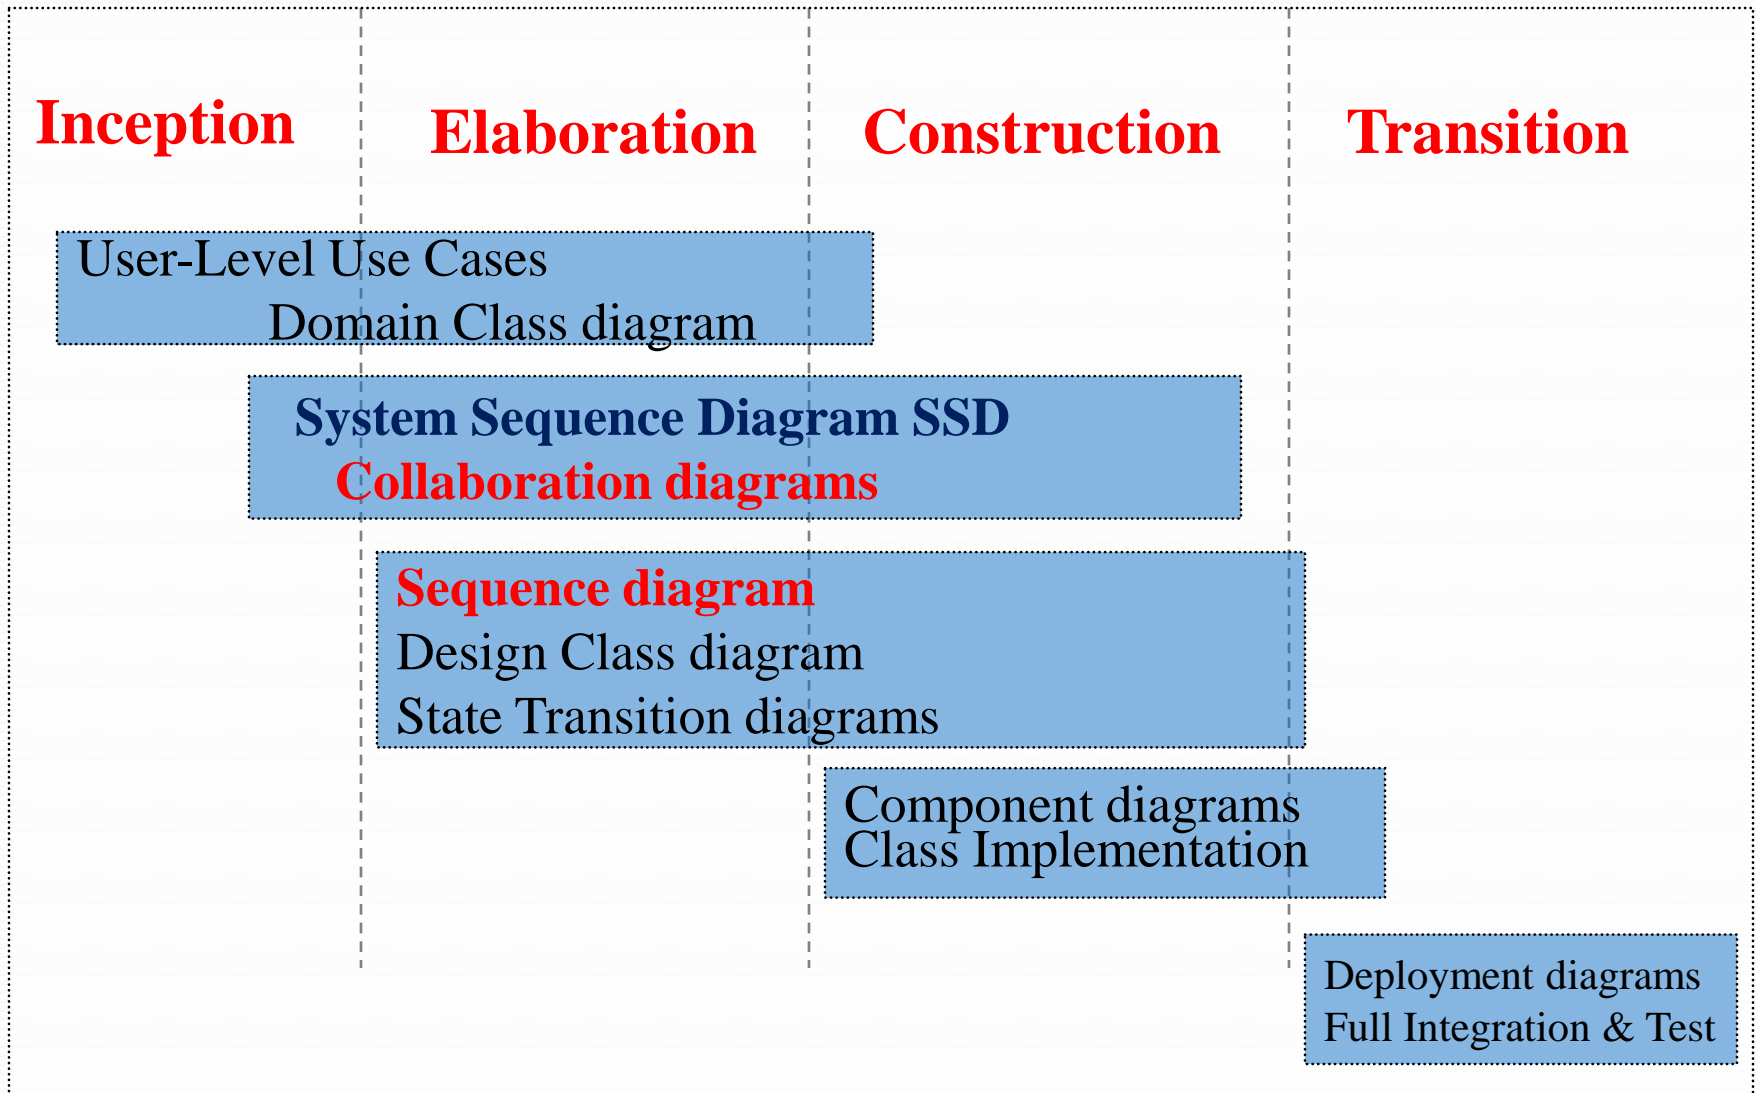 Inception
Elaboration
Construction
Transition
User-Level Use Cases
Domain Class diagram
System Sequence Diagram SSD
Collaboration diagrams
Sequence diagram
Design Class diagram
State Transition diagrams
Component diagrams
Class Implementation
Deployment diagrams
Full Integration & Test